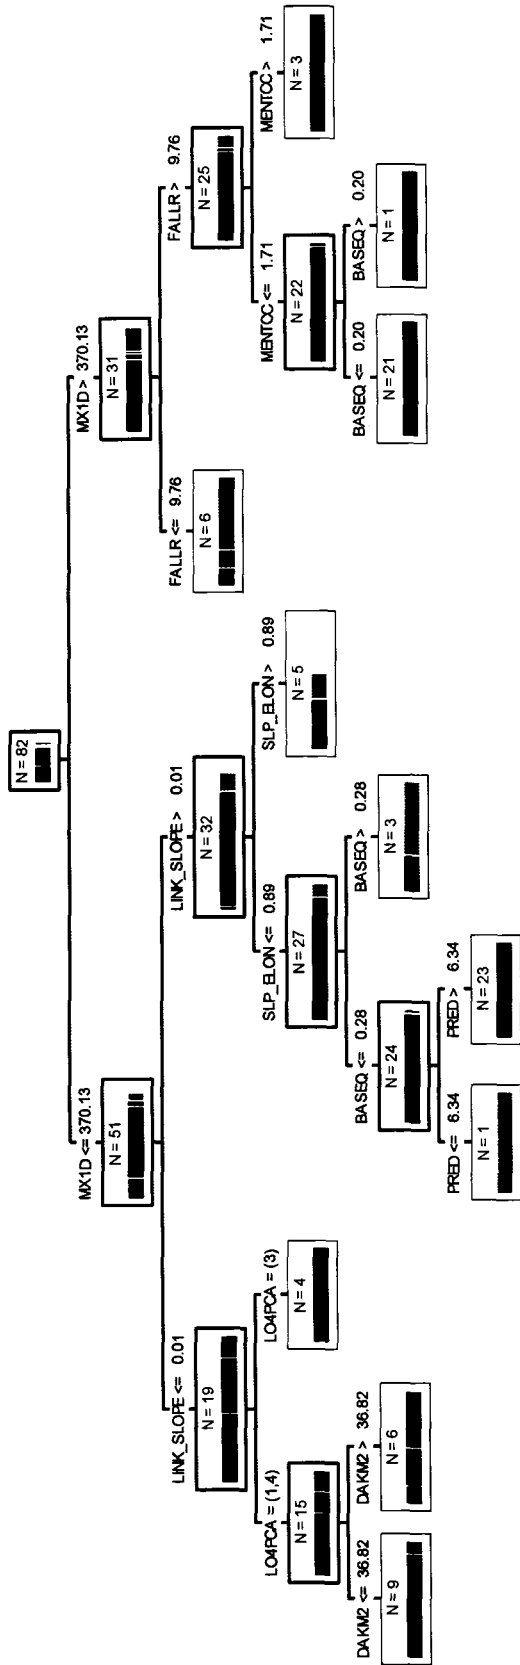 N = 82
MX1D <= 370.13
N = 51
MX1D > 370.13
N = 31
LINK_SLOPE <= 0.01
N = 19
LINK_SLOPE > 0.01
N = 32
FALLR <= 9.76
N = 6
FALLR > 9.76
N = 25
LO4PCA = (1,4)
N = 15
LO4PCA = (3)
N = 4
SLP_ELON <= 0.89
N = 27
SLP_ELON > 0.89
N = 5
MENTCC <= 1.71
N = 22
MENTCC > 1.71
N = 3
DAKM2 <= 36.82
N = 9
DAKM2 > 36.82
N = 6
BASEQ <= 0.28
N = 24
BASEQ > 0.28
N = 3
BASEQ <= 0.20
N = 21
BASEQ > 0.20
N = 1
PRED <= 6.34
N = 1
PRED > 6.34
N = 23